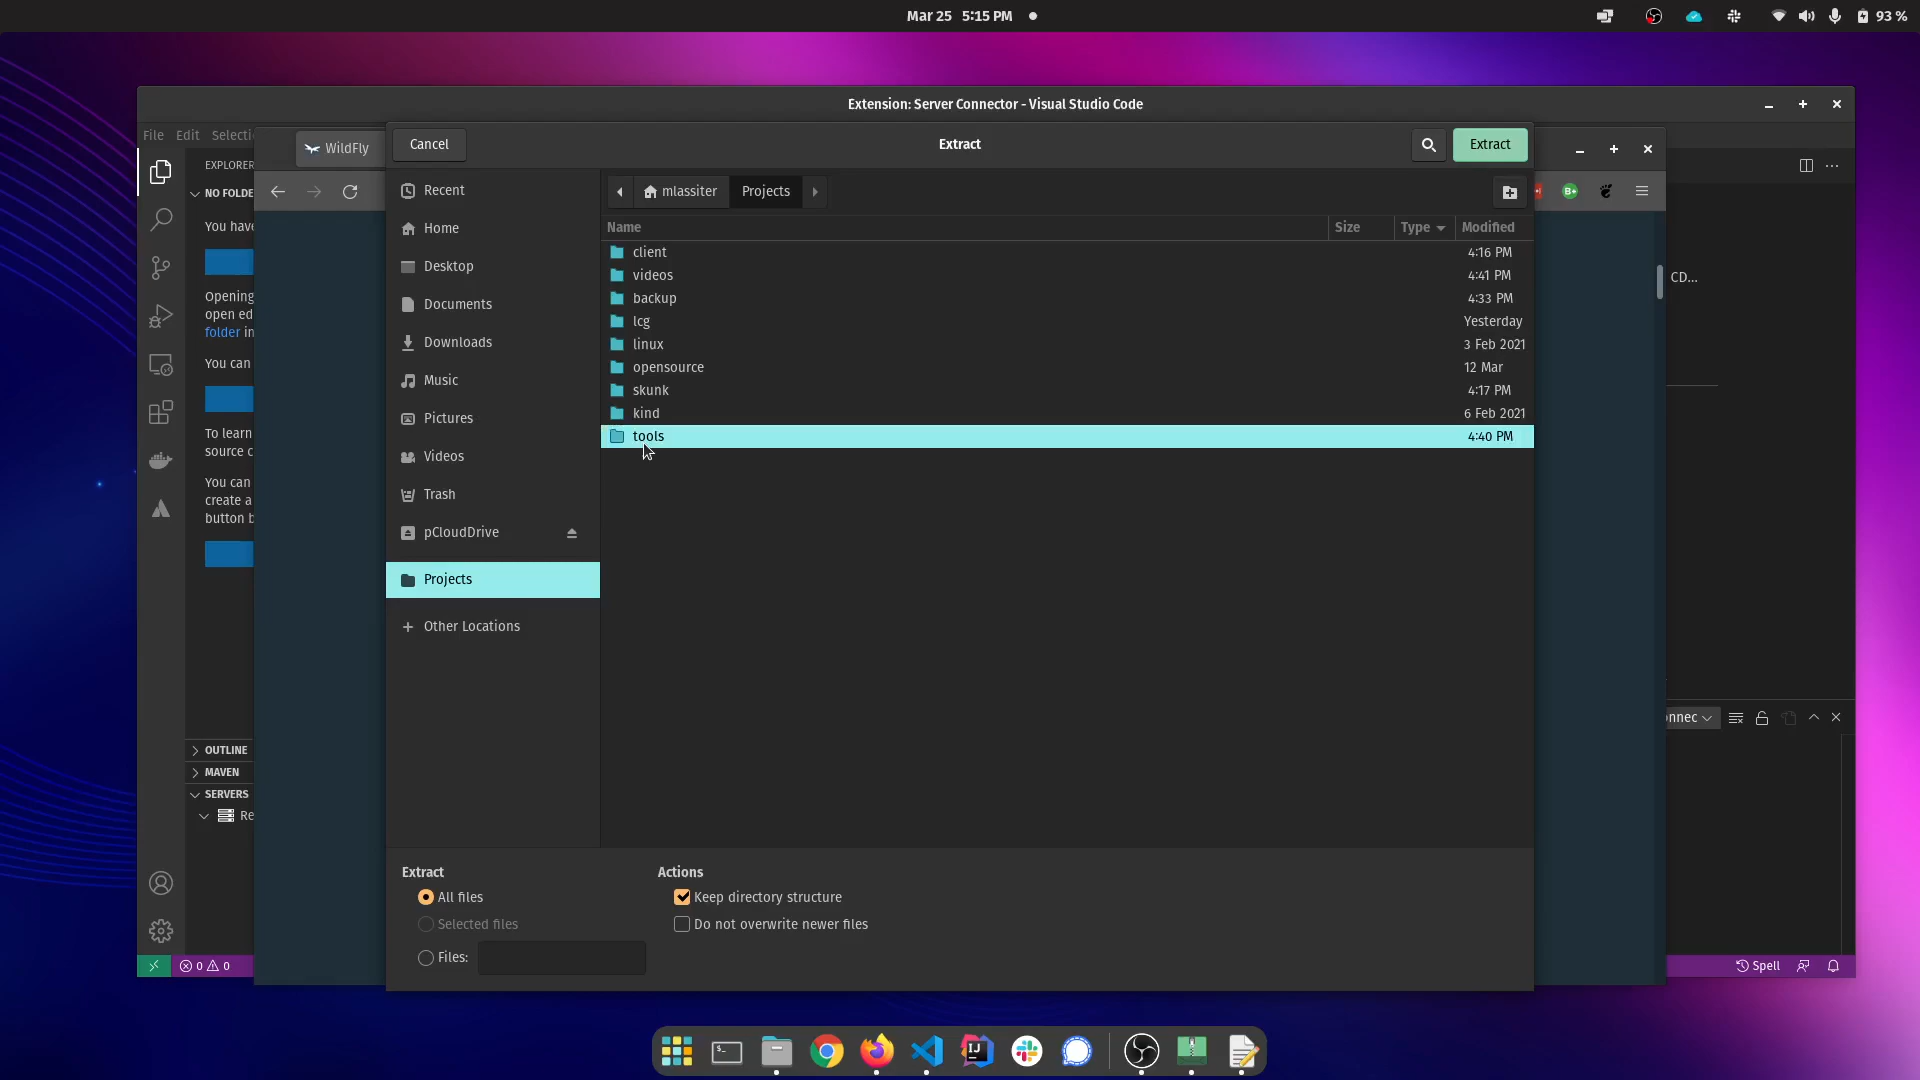 Mar 25 5:15 PM
93 %
Extension: Server Connector - Visual Studio Code
File Edit Selecti
WildFly
Cancel
Extract
Extract
EXPLORER
NO FOLDE
You have
Opening
open ed
folder in
You can
To learn
source c
You can
create a
button b
OUTLINE
MAVEN
SERVERS
Re
0 0
Recent
Home
Desktop
Documents
Downloads
Music
Pictures
Videos
Trash
pCloudDrive
Projects
Other Locations
mlassiter Projects
Name Size Type Modified
client 4:16 PM
videos 4:41 PM
backup 4:33 PM
lcg Yesterday
linux 3 Feb 2021
opensource 12 Mar
skunk 4:17 PM
kind 6 Feb 2021
tools 4:40 PM
Extract
All files
Selected files
Files:
Actions
Keep directory structure
Do not overwrite newer files
B+
CD...
onnec
Spell
IJ